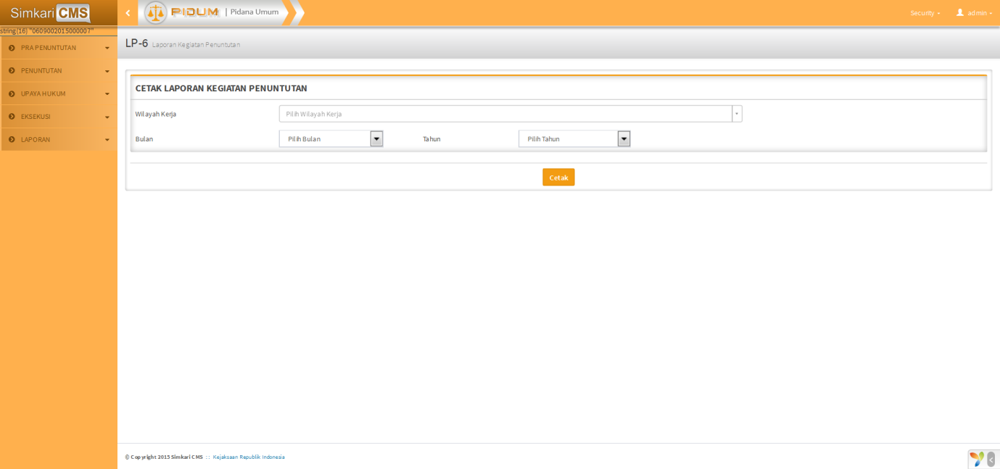 Simkari CMS
PIDUM | Pidana Umum
Security
admin
string(16) "0609002015000007"
PRA PENUNTUTAN
PENUNTUTAN
UPAYA HUKUM
EKSEKUSI
LAPORAN
LP-6 Laporan Kegiatan Penuntutan
CETAK LAPORAN KEGIATAN PENUNTUTAN
Wilayah Kerja Pilih Wilayah Kerja
Bulan Pilih Bulan Tahun Pilih Tahun
Cetak
© Copyright 2015 Simkari CMS :: Kejaksaan Republik Indonesia